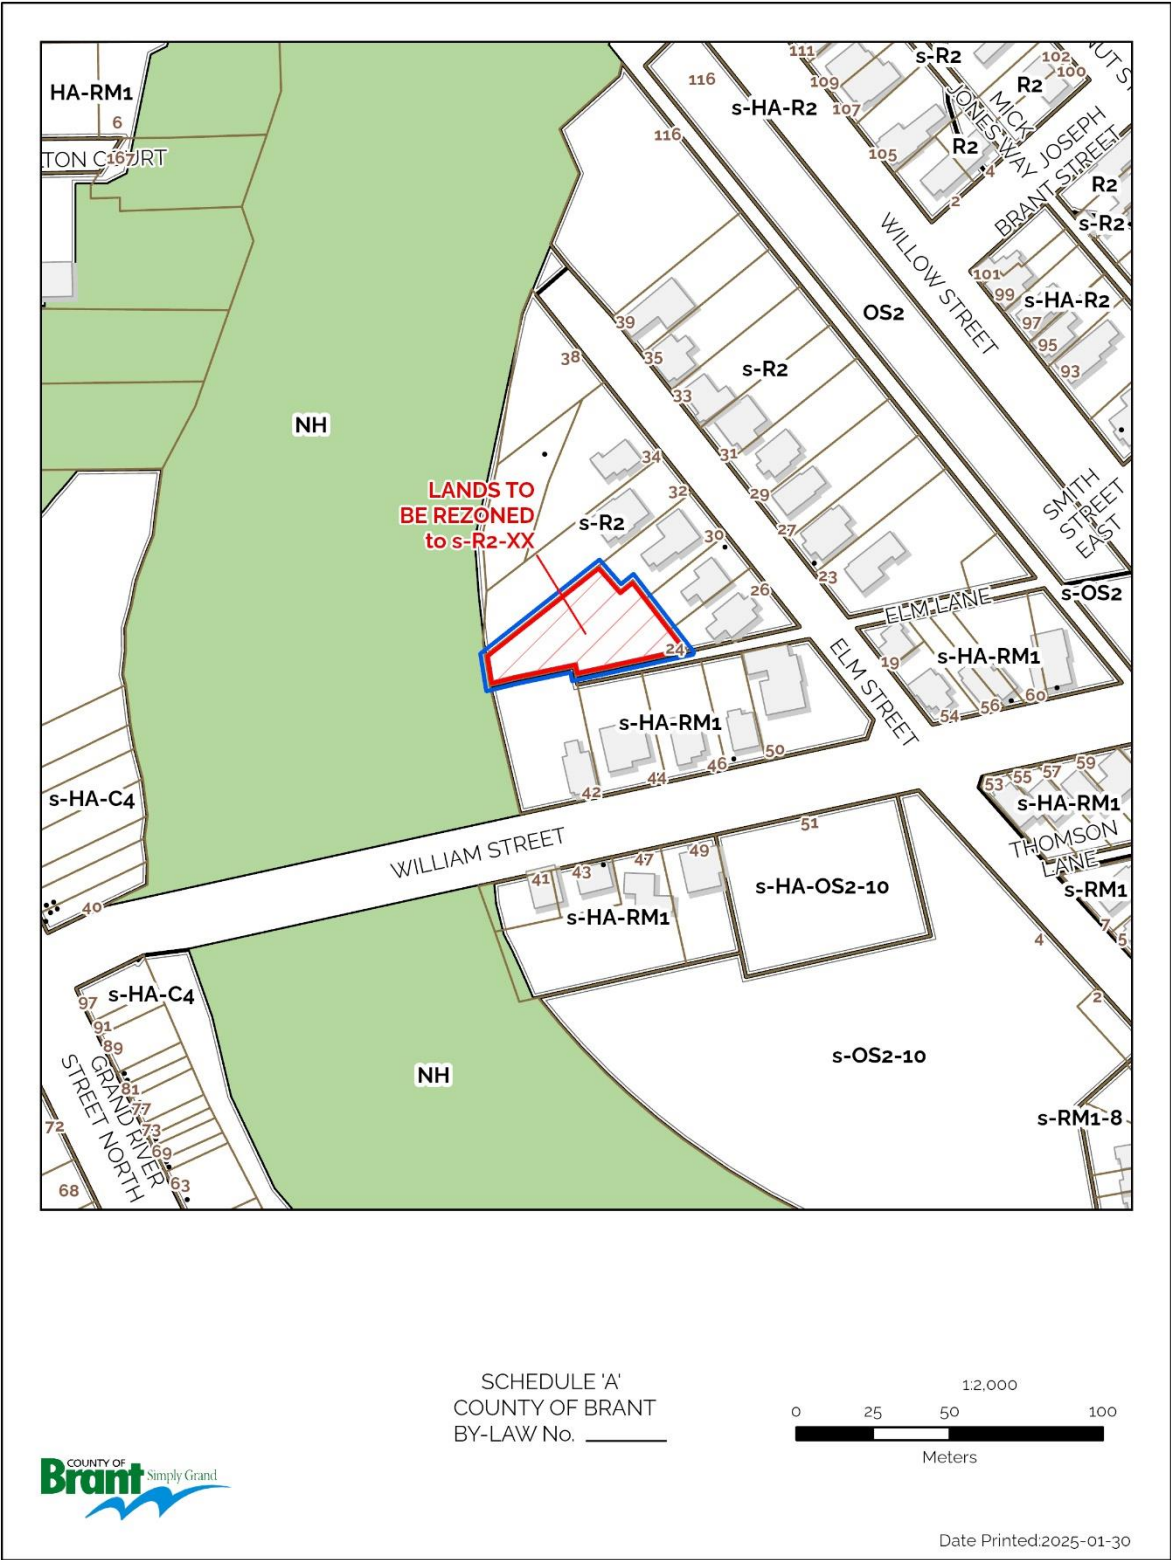 HA-RM1
6
TON COURT
167
NH
116
116
s-HA-R2
111
109
107
105
s-R2
R2
102
100
MICK
JONES WAY
R2
4
2
JOSEPH
BRANT STREET
R2
s-R2
WILLOW STREET
OS2
101
99
97
95
93
s-HA-R2
SMITH
STREET
EAST
s-OS2
39
35
33
31
29
27
23
s-R2
38
34
32
30
26
24
s-R2
LANDS TO
BE REZONED
to s-R2-XX
ELM LANE
ELM STREET
19
s-HA-RM1
54
56
60
s-HA-RM1
42
44
46
50
53
55
57
59
s-HA-RM1
THOMSON
LANE
s-RM1
7
5
s-HA-C4
40
WILLIAM STREET
41
43
47
49
s-HA-RM1
51
s-HA-OS2-10
4
2
s-OS2-10
s-RM1-8
s-HA-C4
97
91
89
81
77
73
69
63
GRAND RIVER
STREET NORTH
72
68
NH
SCHEDULE 'A'
COUNTY OF BRANT
BY-LAW No.
1:2,000
0 25 50 100
Meters
COUNTY OF
Brant Simply Grand
Date Printed:2025-01-30